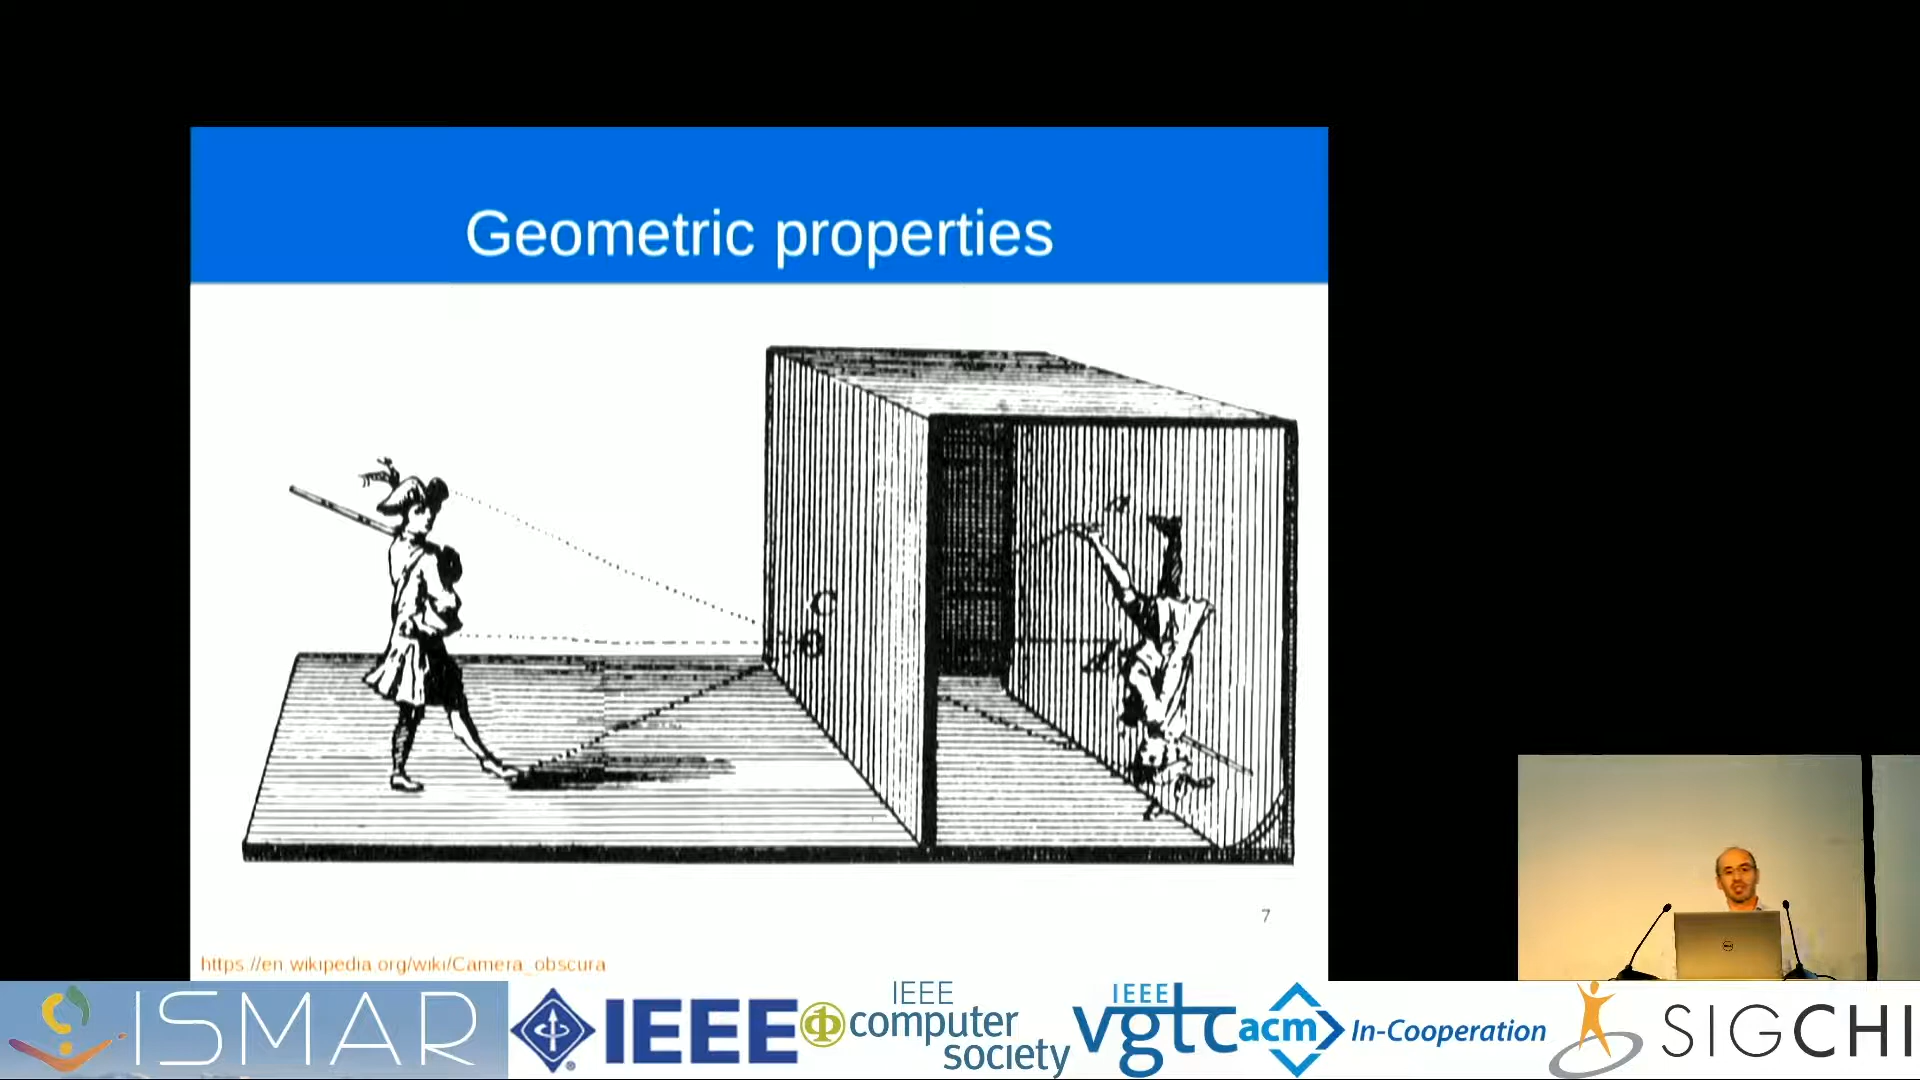 Geometric properties
C
7
https://en.wikipedia.org/wiki/Camera_obscura
ISMAR
IEEE
IEEE
computer
society
IEEE
vgtc
acm In-Cooperation
SIGCHI